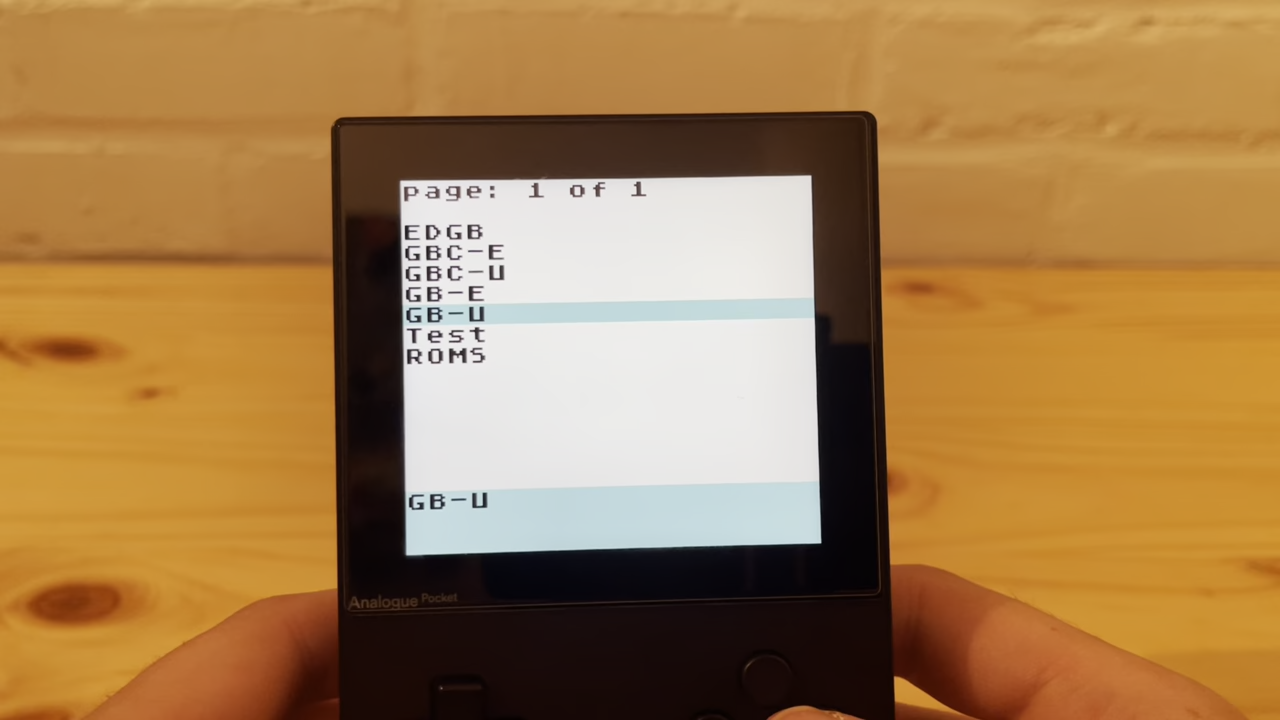 page: 1 of 1
EDGB
GBC-E
GBC-U
GB-E
GB-U
Test
ROMS
GB-U
Analogue Pocket